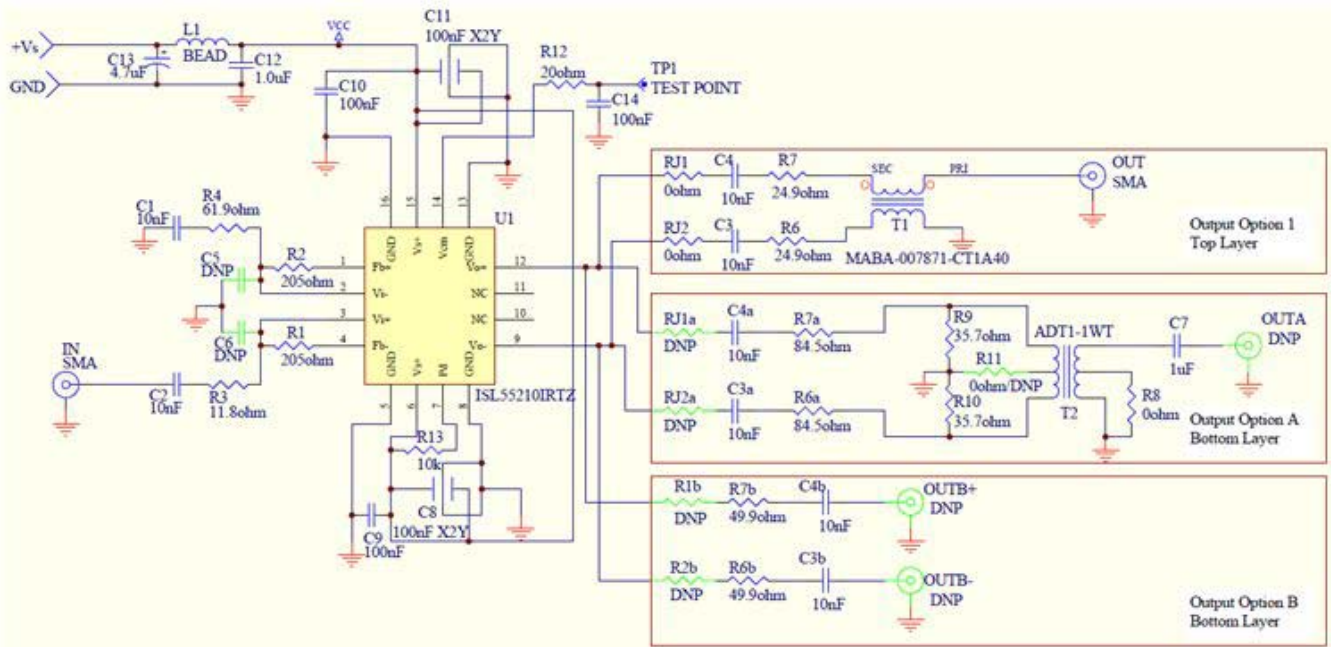 +Vs
GND
C13
4.7uF
L1
BEAD
C12
1.0uF
VCC
C11
100nF X2Y
C10
100nF
R12
20ohm
TP1
TEST POINT
C14
100nF
C1
10nF
R4
61.9ohm
C5
DNP
R2
205ohm
C6
DNP
R1
205ohm
IN
SMA
C2
10nF
R3
11.8ohm
U1
16
15
14
13
GND
Vs+
Vcm
GND
1
2
3
4
Fb+
Vi-
Vi+
Fb-
12
11
10
9
Vo+
NC
NC
Vo-
GND
Vs+
Pd
GND
5
6
7
8
ISL55210IRTZ
R13
10k
C8
100nF X2Y
C9
100nF
RJ1
0ohm
C4
10nF
R7
24.9ohm
SEC
PRI
OUT
SMA
RJ2
0ohm
C3
10nF
R6
24.9ohm
T1
MABA-007871-CT1A40
Output Option 1
Top Layer
RJ1a
DNP
C4a
10nF
R7a
84.5ohm
R9
35.7ohm
ADT1-1WT
C7
1uF
OUTA
DNP
R11
0ohm/DNP
RJ2a
DNP
C3a
10nF
R6a
84.5ohm
R10
35.7ohm
T2
R8
0ohm
Output Option A
Bottom Layer
R1b
DNP
R7b
49.9ohm
C4b
10nF
OUTB+
DNP
R2b
DNP
R6b
49.9ohm
C3b
10nF
OUTB-
DNP
Output Option B
Bottom Layer